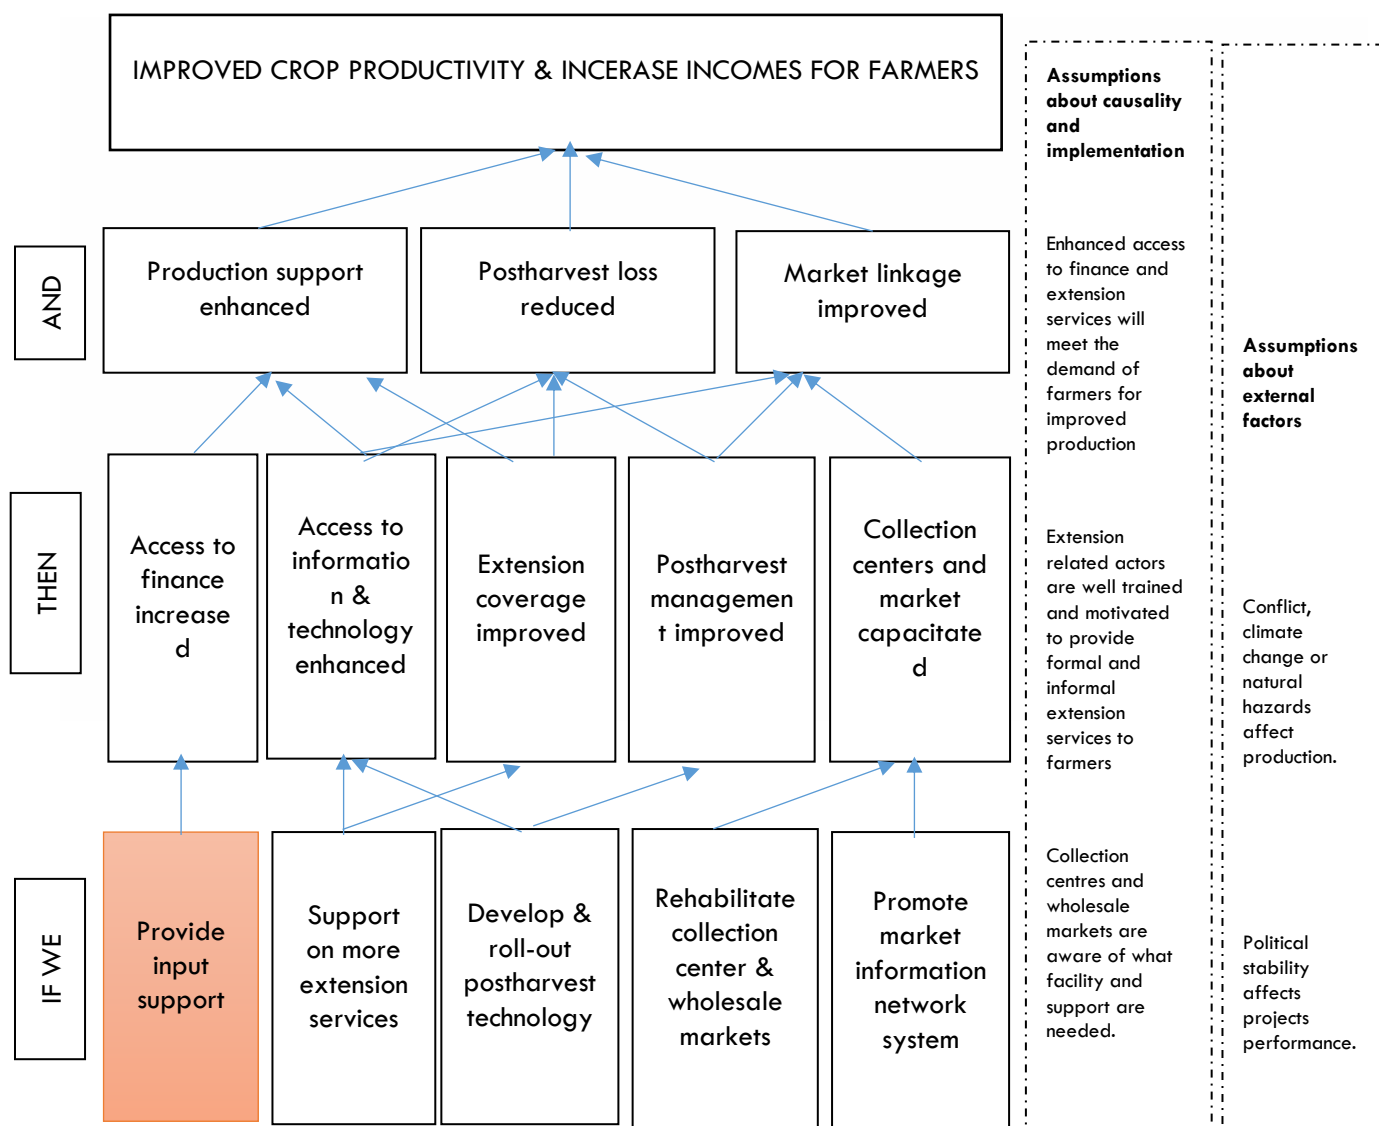 IMPROVED CROP PRODUCTIVITY & INCERASE INCOMES FOR FARMERS
AND
Production support
enhanced
Postharvest loss
reduced
Market linkage
improved
THEN
Access to
finance
increase
d
Access to
informatio
n &
technology
enhanced
Extension
coverage
improved
Postharvest
managemen
t improved
Collection
centers and
market
capacitate
d
IF WE
Provide
input
support
Support
on more
extension
services
Develop &
roll-out
postharvest
technology
Rehabilitate
collection
center &
wholesale
markets
Promote
market
information
network
system
Assumptions
about causality
and
implementation
Enhanced access
to finance and
extension
services will
meet the
demand of
farmers for
improved
production
Extension
related actors
are well trained
and motivated
to provide
formal and
informal
extension
services to
farmers
Collection
centres and
wholesale
markets are
aware of what
facility and
support are
needed.
Assumptions
about
external
factors
Conflict,
climate
change or
natural
hazards
affect
production.
Political
stability
affects
projects
performance.